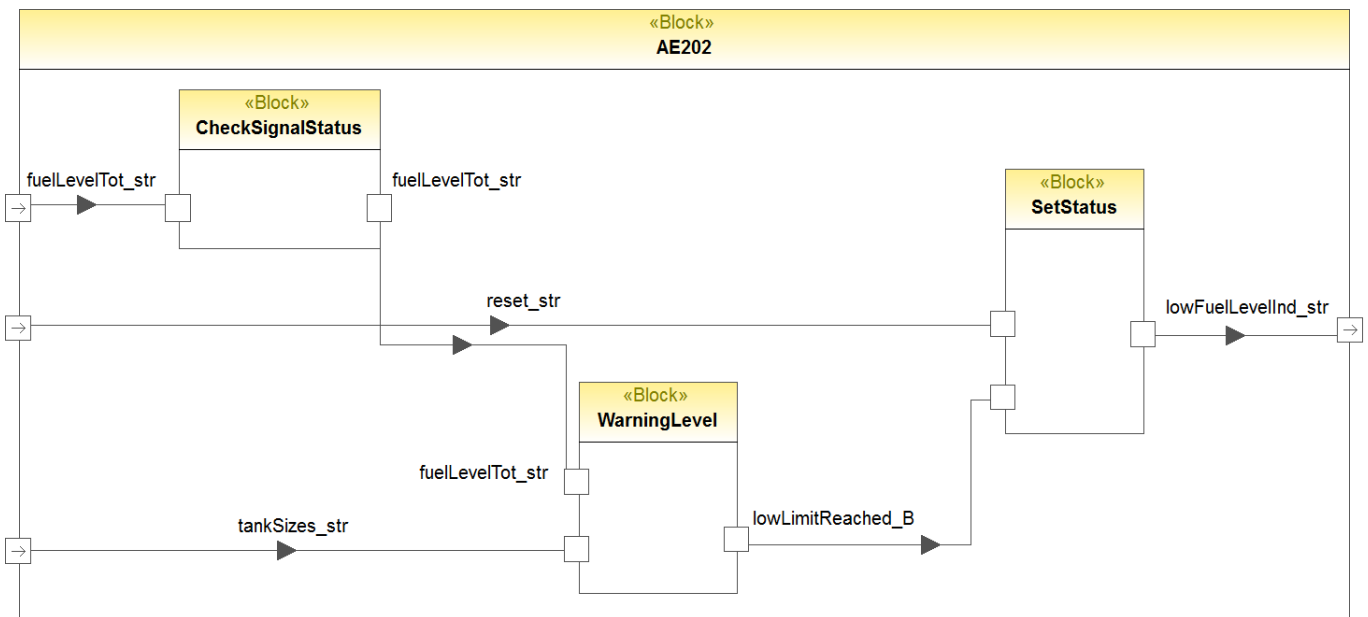 «Block»
AE202
«Block»
CheckSignalStatus
fuelLevelTot_str
fuelLevelTot_str
«Block»
SetStatus
reset_str
lowFuelLevelInd_str
«Block»
WarningLevel
fuelLevelTot_str
tankSizes_str
lowLimitReached_B